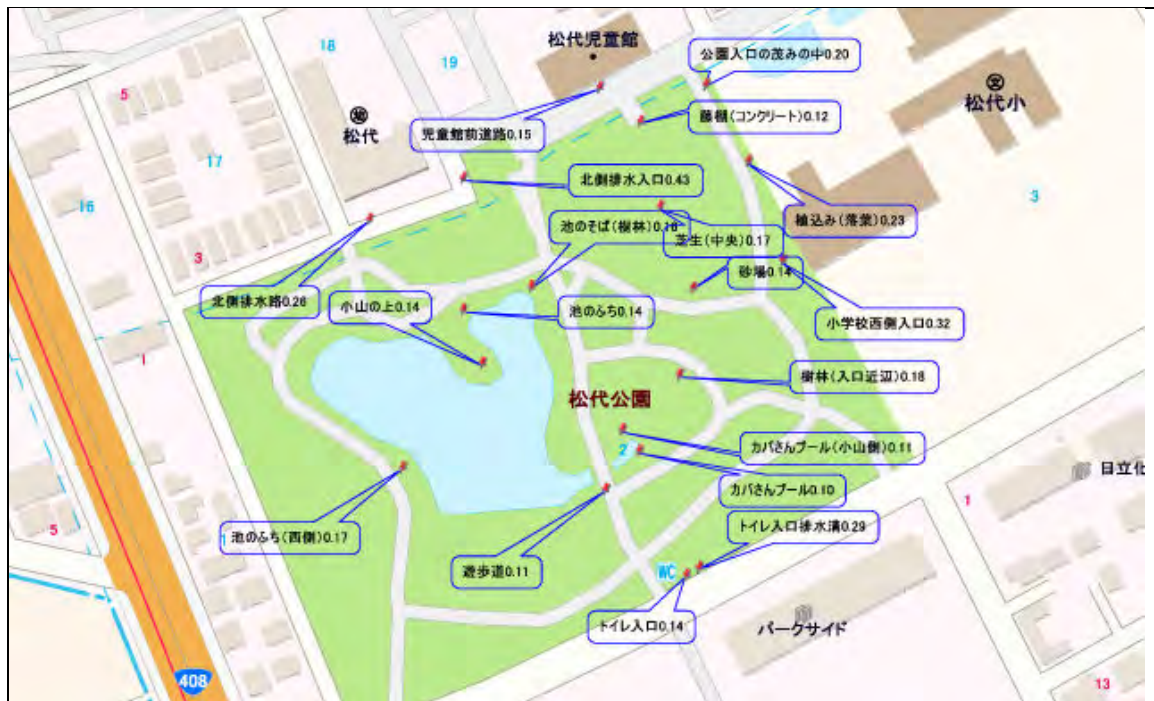 18
19
松代児童館
公園入口の茂みの中0.20
5
松代
松代小
藤棚(コンクリート)0.12
児童館前道路0.15
17
北側排水入口0.43
3
16
池のそば(樹林)0.16
植込み(落葉)0.23
芝生(中央)0.17
3
砂場0.14
北側排水路0.26
小山の上0.14
池のふち0.14
小学校西側入口0.32
1
樹林(入口近辺)0.18
松代公園
カバさんプール(小山側)0.11
2
日立化
カバさんプール0.10
1
5
1
池のふち(西側)0.17
トイレ入口排水溝0.29
遊歩道0.11
WC
トイレ入口0.14
パークサイド
408
13